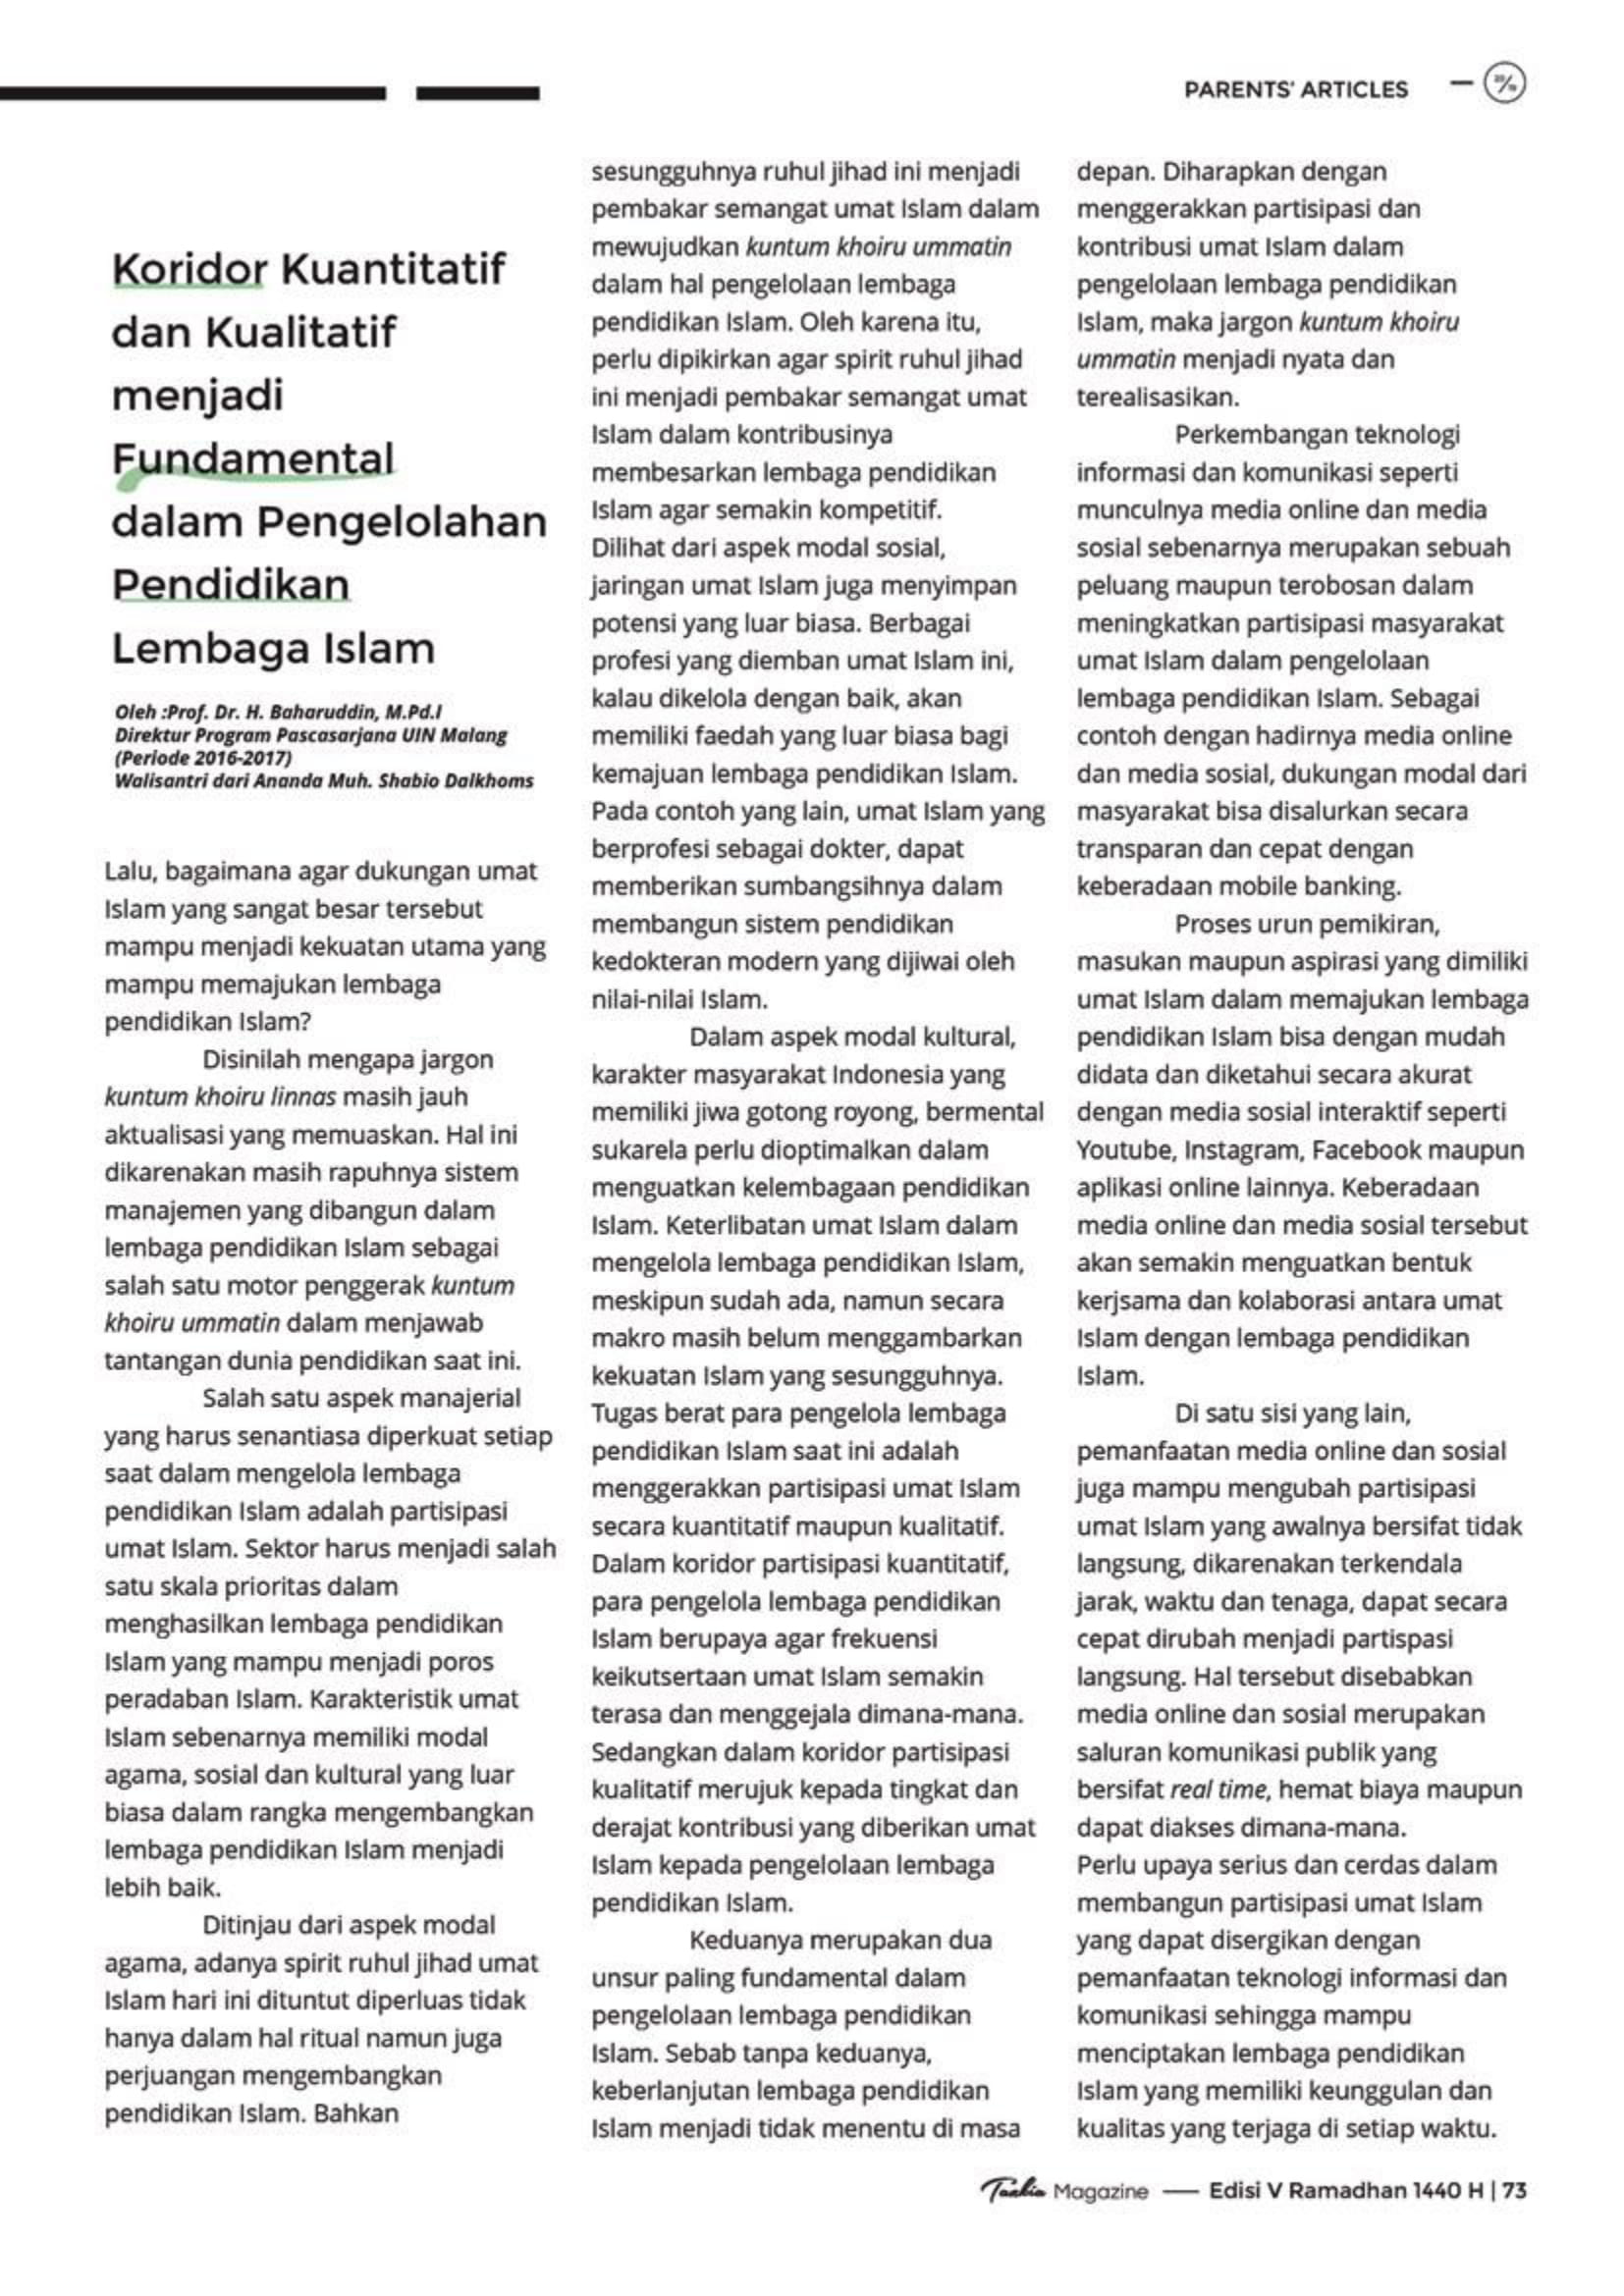 PARENTS' ARTICLES
Koridor Kuantitatif
dan Kualitatif
menjadi
Fundamental
dalam Pengelolahan
Pendidikan
Lembaga Islam
Oleh :Prof. Dr. H. Baharuddin, M.Pd.I
Direktur Program Pascasarjana UIN Malang
(Periode 2016-2017)
Walisantri dari Ananda Muh. Shabio Dalkhoms
Lalu, bagaimana agar dukungan umat
Islam yang sangat besar tersebut
mampu menjadi kekuatan utama yang
mampu memajukan lembaga
pendidikan Islam?
Disinilah mengapa jargon
kuntum khoiru linnas masih jauh
aktualisasi yang memuaskan. Hal ini
dikarenakan masih rapuhnya sistem
manajemen yang dibangun dalam
lembaga pendidikan Islam sebagai
salah satu motor penggerak kuntum
khoiru ummatin dalam menjawab
tantangan dunia pendidikan saat ini.
Salah satu aspek manajerial
yang harus senantiasa diperkuat setiap
saat dalam mengelola lembaga
pendidikan Islam adalah partisipasi
umat Islam. Sektor harus menjadi salah
satu skala prioritas dalam
menghasilkan lembaga pendidikan
Islam yang mampu menjadi poros
peradaban Islam. Karakteristik umat
Islam sebenarnya memiliki modal
agama, sosial dan kultural yang luar
biasa dalam rangka mengembangkan
lembaga pendidikan Islam menjadi
lebih baik.
Ditinjau dari aspek modal
agama, adanya spirit ruhul jihad umat
Islam hari ini dituntut diperluas tidak
hanya dalam hal ritual namun juga
perjuangan mengembangkan
pendidikan Islam. Bahkan
sesungguhnya ruhul jihad ini menjadi
pembakar semangat umat Islam dalam
mewujudkan kuntum khoiru ummatin
dalam hal pengelolaan lembaga
pendidikan Islam. Oleh karena itu,
perlu dipikirkan agar spirit ruhul jihad
ini menjadi pembakar semangat umat
Islam dalam kontribusinya
membesarkan lembaga pendidikan
Islam agar semakin kompetitif.
Dilihat dari aspek modal sosial,
jaringan umat Islam juga menyimpan
potensi yang luar biasa. Berbagai
profesi yang diemban umat Islam ini,
kalau dikelola dengan baik, akan
memiliki faedah yang luar biasa bagi
kemajuan lembaga pendidikan Islam.
Pada contoh yang lain, umat Islam yang
berprofesi sebagai dokter, dapat
memberikan sumbangsihnya dalam
membangun sistem pendidikan
kedokteran modern yang dijiwai oleh
nilai-nilai Islam.
Dalam aspek modal kultural,
karakter masyarakat Indonesia yang
memiliki jiwa gotong royong, bermental
sukarela perlu dioptimalkan dalam
menguatkan kelembagaan pendidikan
Islam. Keterlibatan umat Islam dalam
mengelola lembaga pendidikan Islam,
meskipun sudah ada, namun secara
makro masih belum menggambarkan
kekuatan Islam yang sesungguhnya.
Tugas berat para pengelola lembaga
pendidikan Islam saat ini adalah
menggerakkan partisipasi umat Islam
secara kuantitatif maupun kualitatif.
Dalam koridor partisipasi kuantitatif,
para pengelola lembaga pendidikan
Islam berupaya agar frekuensi
keikutsertaan umat Islam semakin
terasa dan menggejala dimana-mana.
Sedangkan dalam koridor partisipasi
kualitatif merujuk kepada tingkat dan
derajat kontribusi yang diberikan umat
Islam kepada pengelolaan lembaga
pendidikan Islam.
Keduanya merupakan dua
unsur paling fundamental dalam
pengelolaan lembaga pendidikan
Islam. Sebab tanpa keduanya,
keberlanjutan lembaga pendidikan
Islam menjadi tidak menentu di masa
depan. Diharapkan dengan
menggerakkan partisipasi dan
kontribusi umat Islam dalam
pengelolaan lembaga pendidikan
Islam, maka jargon kuntum khoiru
ummatin menjadi nyata dan
terealisasikan.
Perkembangan teknologi
informasi dan komunikasi seperti
munculnya media online dan media
sosial sebenarnya merupakan sebuah
peluang maupun terobosan dalam
meningkatkan partisipasi masyarakat
umat Islam dalam pengelolaan
lembaga pendidikan Islam. Sebagai
contoh dengan hadirnya media online
dan media sosial, dukungan modal dari
masyarakat bisa disalurkan secara
transparan dan cepat dengan
keberadaan mobile banking.
Proses urun pemikiran,
masukan maupun aspirasi yang dimiliki
umat Islam dalam memajukan lembaga
pendidikan Islam bisa dengan mudah
didata dan diketahui secara akurat
dengan media sosial interaktif seperti
Youtube, Instagram, Facebook maupun
aplikasi online lainnya. Keberadaan
media online dan media sosial tersebut
akan semakin menguatkan bentuk
kerjsama dan kolaborasi antara umat
Islam dengan lembaga pendidikan
Islam.
Di satu sisi yang lain,
pemanfaatan media online dan sosial
juga mampu mengubah partisipasi
umat Islam yang awalnya bersifat tidak
langsung, dikarenakan terkendala
jarak, waktu dan tenaga, dapat secara
cepat dirubah menjadi partispasi
langsung. Hal tersebut disebabkan
media online dan sosial merupakan
saluran komunikasi publik yang
bersifat real time, hemat biaya maupun
dapat diakses dimana-mana.
Perlu upaya serius dan cerdas dalam
membangun partisipasi umat Islam
yang dapat disergikan dengan
pemanfaatan teknologi informasi dan
komunikasi sehingga mampu
menciptakan lembaga pendidikan
Islam yang memiliki keunggulan dan
kualitas yang terjaga di setiap waktu.
Tazkia Magazine — Edisi V Ramadhan 1440 H | 73